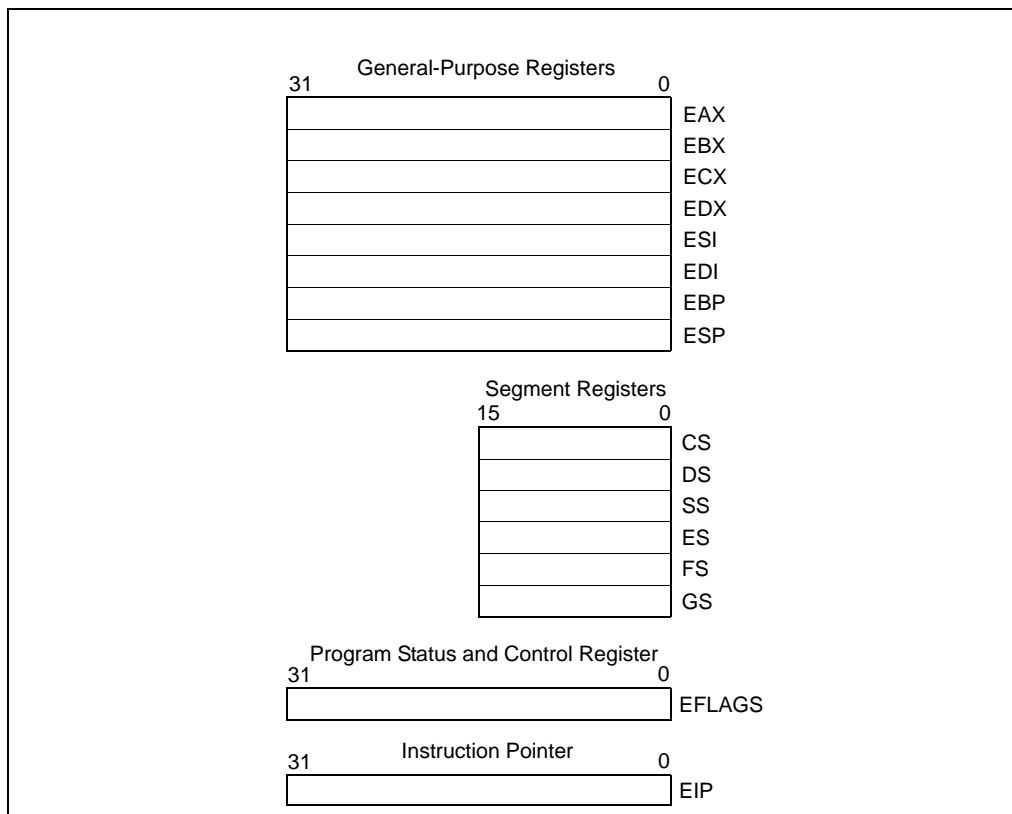 General-Purpose Registers
31 0
EAX
EBX
ECX
EDX
ESI
EDI
EBP
ESP
Segment Registers
15 0
CS
DS
SS
ES
FS
GS
Program Status and Control Register
31 0
EFLAGS
Instruction Pointer
31 0
EIP